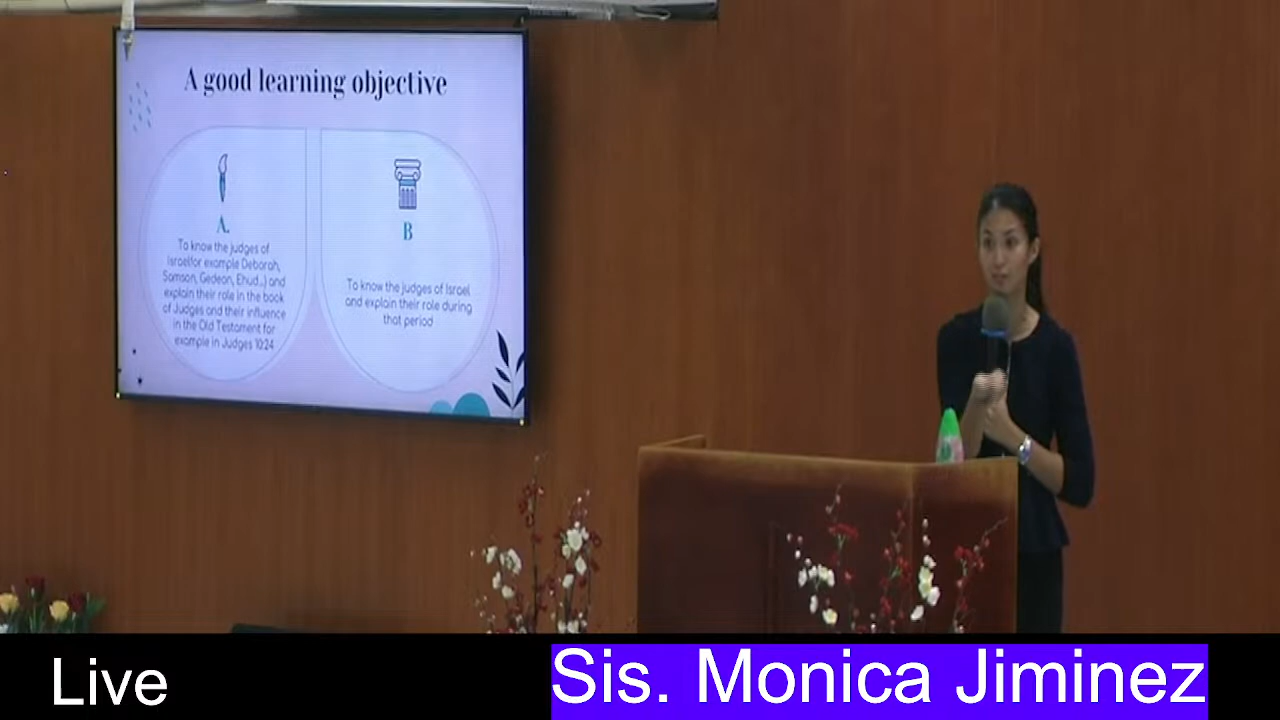 A good learning objective
A.
To know the judges of
Israel(for example Deborah,
Samson, Gedeon, Ehud...) and
explain their role in the book
of Judges and their influence
in the Old Testament for
example in Judges 10:24
B
To know the judges of Israel
and explain their role during
that period
Live
Sis. Monica Jiminez